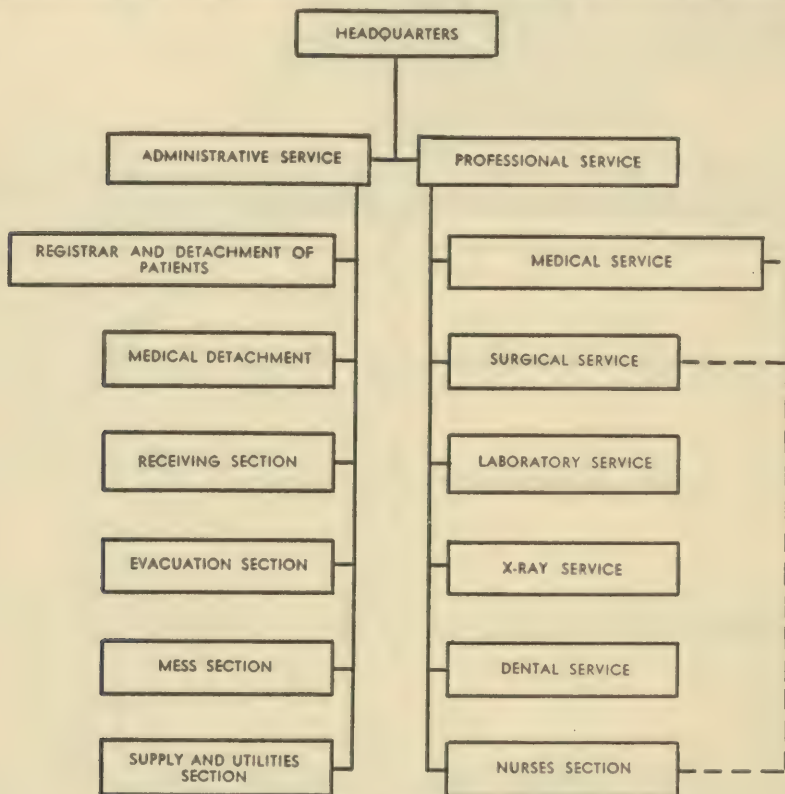 HEADQUARTERS
ADMINISTRATIVE SERVICE
PROFESSIONAL SERVICE
REGISTRAR AND DETACHMENT OF
PATIENTS
MEDICAL SERVICE
MEDICAL DETACHMENT
SURGICAL SERVICE
RECEIVING SECTION
LABORATORY SERVICE
EVACUATION SECTION
X-RAY SERVICE
MESS SECTION
DENTAL SERVICE
SUPPLY AND UTILITIES
SECTION
NURSES SECTION